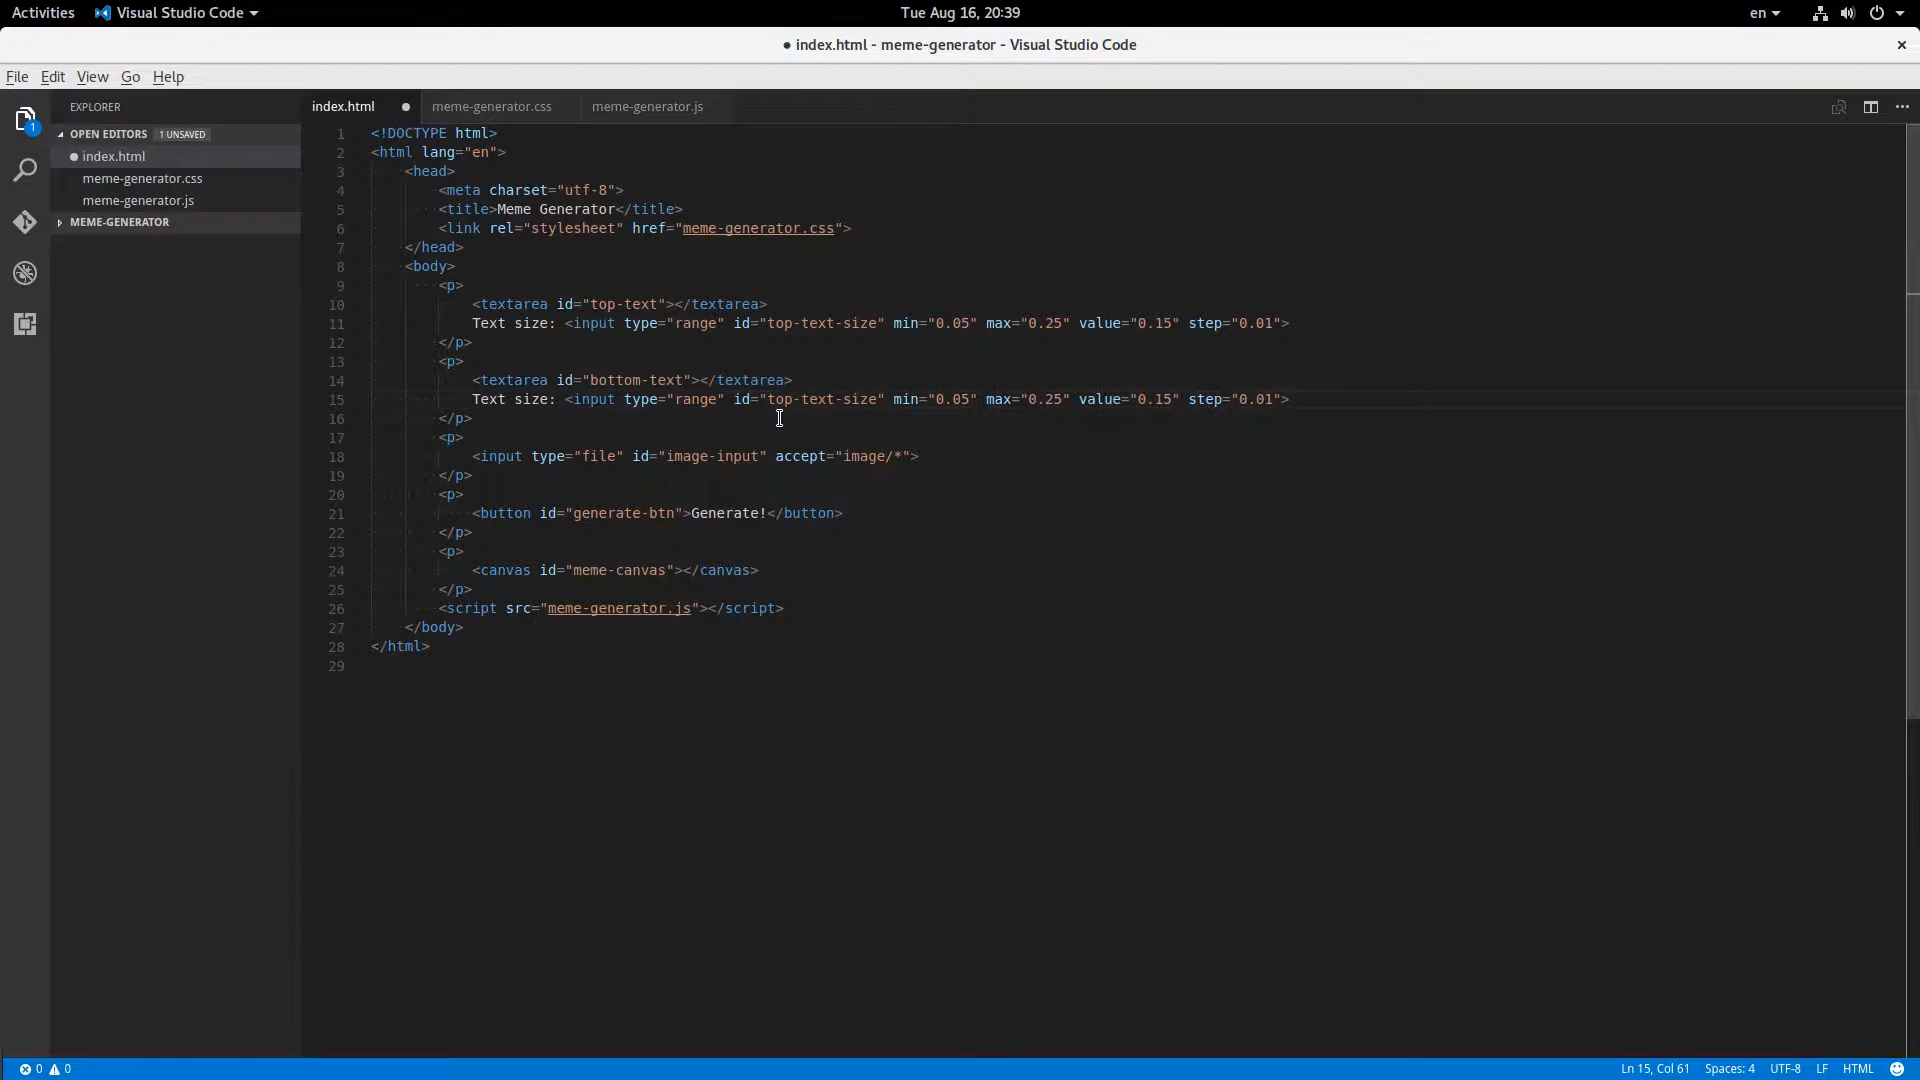 Activities Visual Studio Code Tue Aug 16, 20:39 en
● index.html - meme-generator - Visual Studio Code ×
File Edit View Go Help
EXPLORER
OPEN EDITORS 1 UNSAVED
index.html
meme-generator.css
meme-generator.js
MEME-GENERATOR
1
index.html meme-generator.css meme-generator.js
1 <!DOCTYPE html>
2 <html lang="en">
3 <head>
4 <meta charset="utf-8">
5 <title>Meme Generator</title>
6 <link rel="stylesheet" href="meme-generator.css">
7 </head>
8 <body>
9 <p>
10 <textarea id="top-text"></textarea>
11 Text size: <input type="range" id="top-text-size" min="0.05" max="0.25" value="0.15" step="0.01">
12 </p>
13 <p>
14 <textarea id="bottom-text"></textarea>
15 Text size: <input type="range" id="top-text-size" min="0.05" max="0.25" value="0.15" step="0.01">
16 </p>
17 <p>
18 <input type="file" id="image-input" accept="image/*">
19 </p>
20 <p>
21 <button id="generate-btn">Generate!</button>
22 </p>
23 <p>
24 <canvas id="meme-canvas"></canvas>
25 </p>
26 <script src="meme-generator.js"></script>
27 </body>
28 </html>
29
0 0 Ln 15, Col 61 Spaces: 4 UTF-8 LF HTML